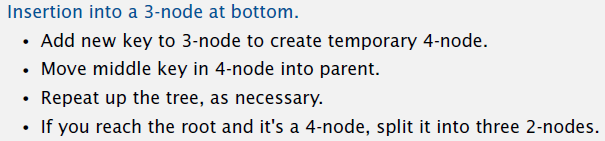 Insertion into a 3-node at bottom.
• Add new key to 3-node to create temporary 4-node.
• Move middle key in 4-node into parent.
• Repeat up the tree, as necessary.
• If you reach the root and it's a 4-node, split it into three 2-nodes.